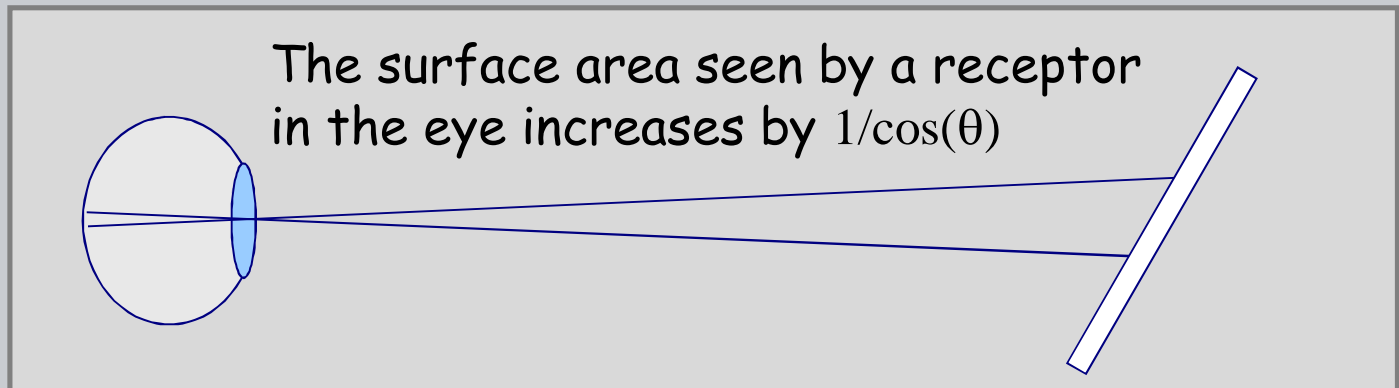 The surface area seen by a receptor
in the eye increases by 1/cos(θ)